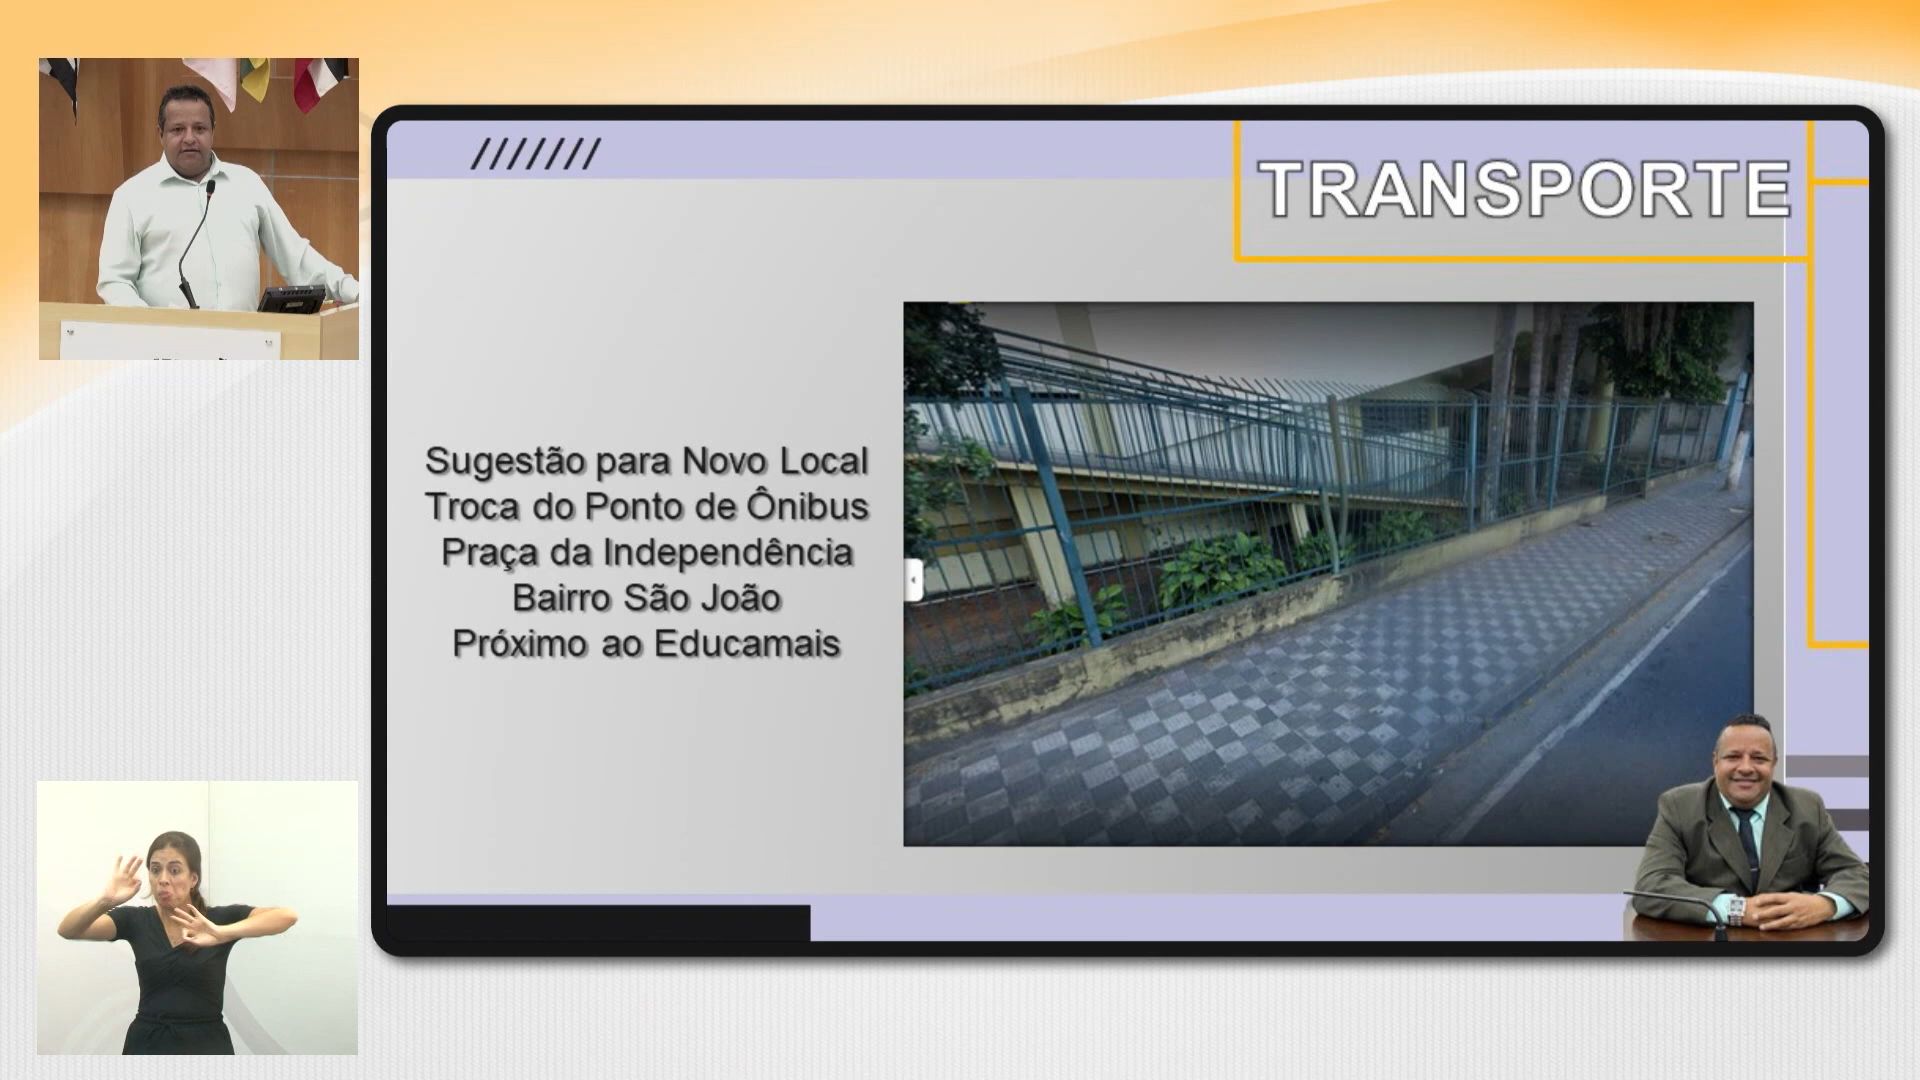 TRANSPORTE
Sugestão para Novo Local
Troca do Ponto de Ônibus
Praça da Independência
Bairro São João
Próximo ao Educamais